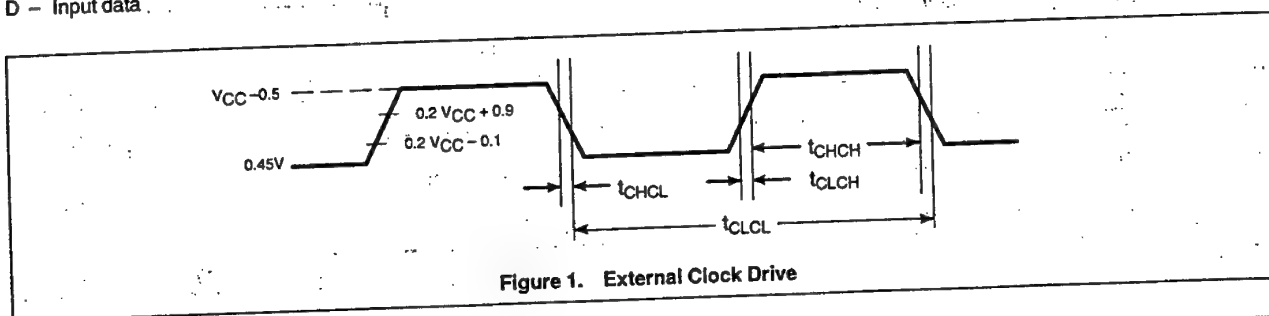 D – Input data
VCC–0.5
0.2 VCC + 0.9
0.2 VCC – 0.1
0.45V
tCHCH
tCHCL
tCLCH
tCLCL
Figure 1. External Clock Drive